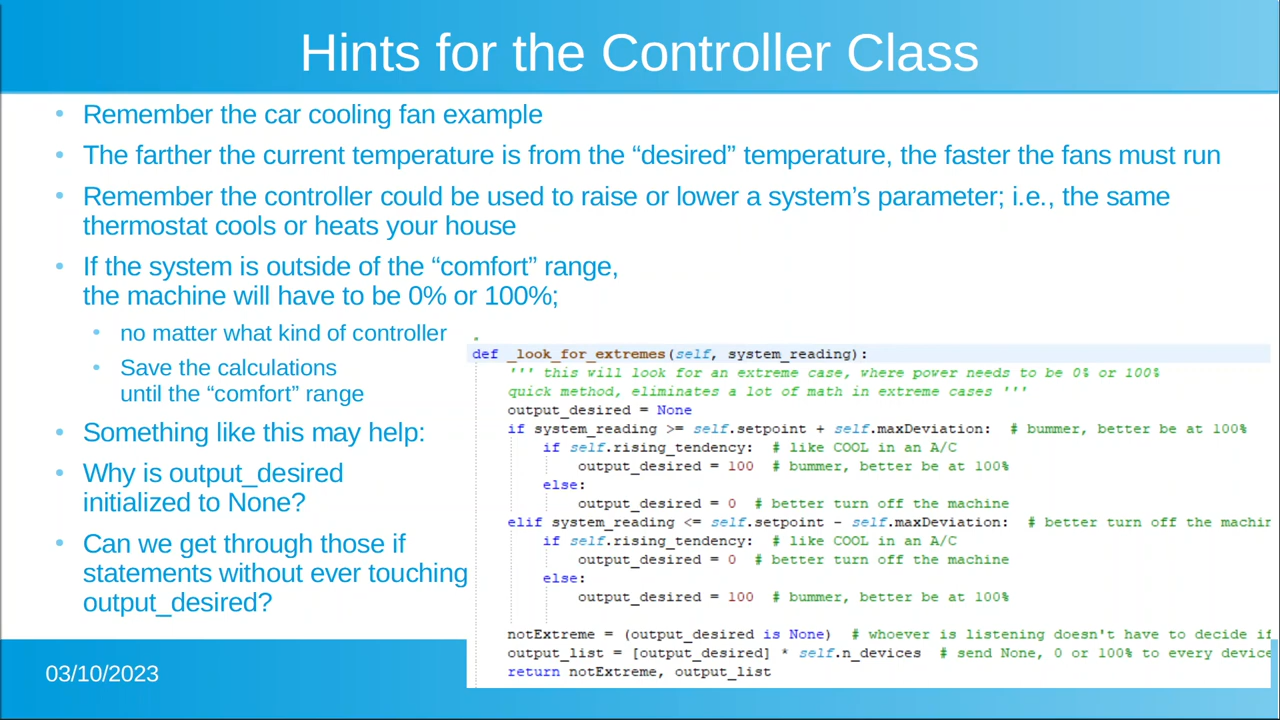 Hints for the Controller Class
• Remember the car cooling fan example
• The farther the current temperature is from the “desired” temperature, the faster the fans must run
• Remember the controller could be used to raise or lower a system’s parameter; i.e., the same
thermostat cools or heats your house
• If the system is outside of the “comfort” range,
the machine will have to be 0% or 100%;
• no matter what kind of controller
• Save the calculations
until the “comfort” range
• Something like this may help:
• Why is output_desired
initialized to None?
• Can we get through those if
statements without ever touching
output_desired?
def _look_for_extremes(self, system_reading):
''' this will look for an extreme case, where power needs to be 0% or 100%
quick method, eliminates a lot of math in extreme cases '''
output_desired = None
if system_reading >= self.setpoint + self.maxDeviation: # bummer, better be at 100%
if self.rising_tendency: # like COOL in an A/C
output_desired = 100 # bummer, better be at 100%
else:
output_desired = 0 # better turn off the machine
elif system_reading <= self.setpoint - self.maxDeviation: # better turn off the machin
if self.rising_tendency: # like COOL in an A/C
output_desired = 0 # better turn off the machine
else:
output_desired = 100 # bummer, better be at 100%
notExtreme = (output_desired is None) # whoever is listening doesn't have to decide if
output_list = [output_desired] * self.n_devices # send None, 0 or 100% to every device
return notExtreme, output_list
03/10/2023